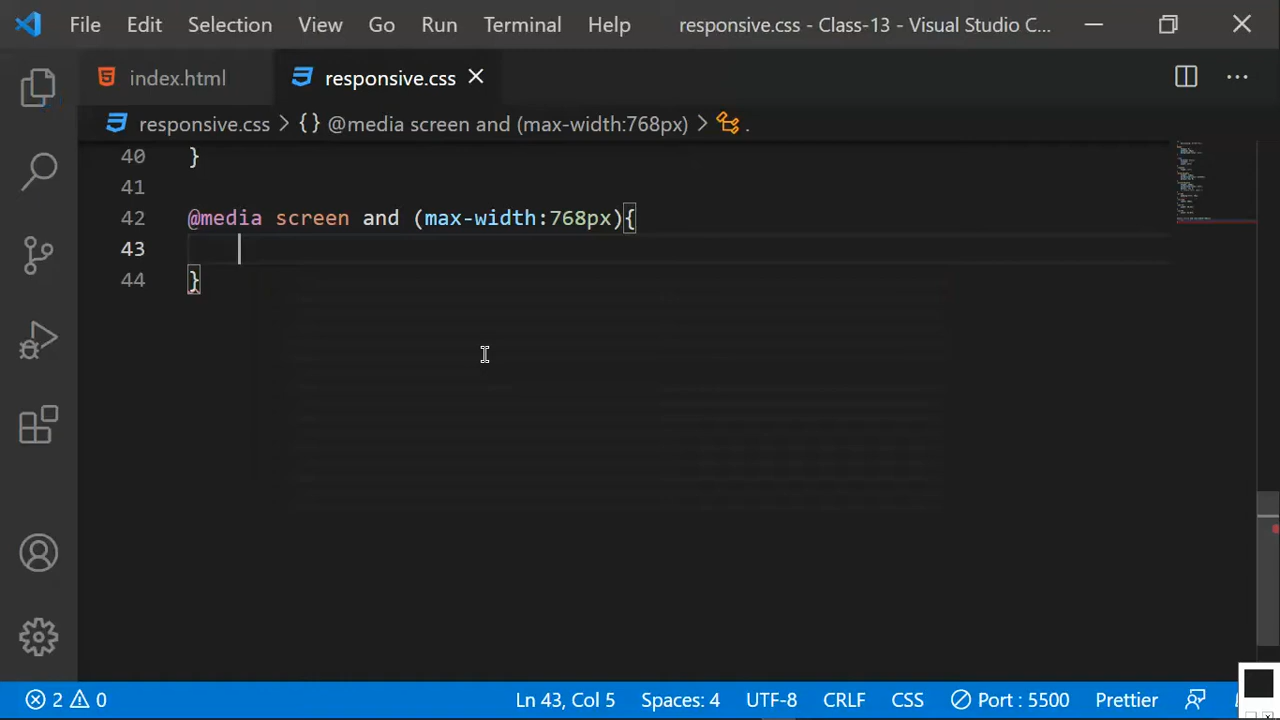 File Edit Selection View Go Run Terminal Help responsive.css - Class-13 - Visual Studio C...
index.html responsive.css
responsive.css > {} @media screen and (max-width:768px) > .
40 }
41
42 @media screen and (max-width:768px){
43
44 }
2 0 Ln 43, Col 5 Spaces: 4 UTF-8 CRLF CSS Port : 5500 Prettier